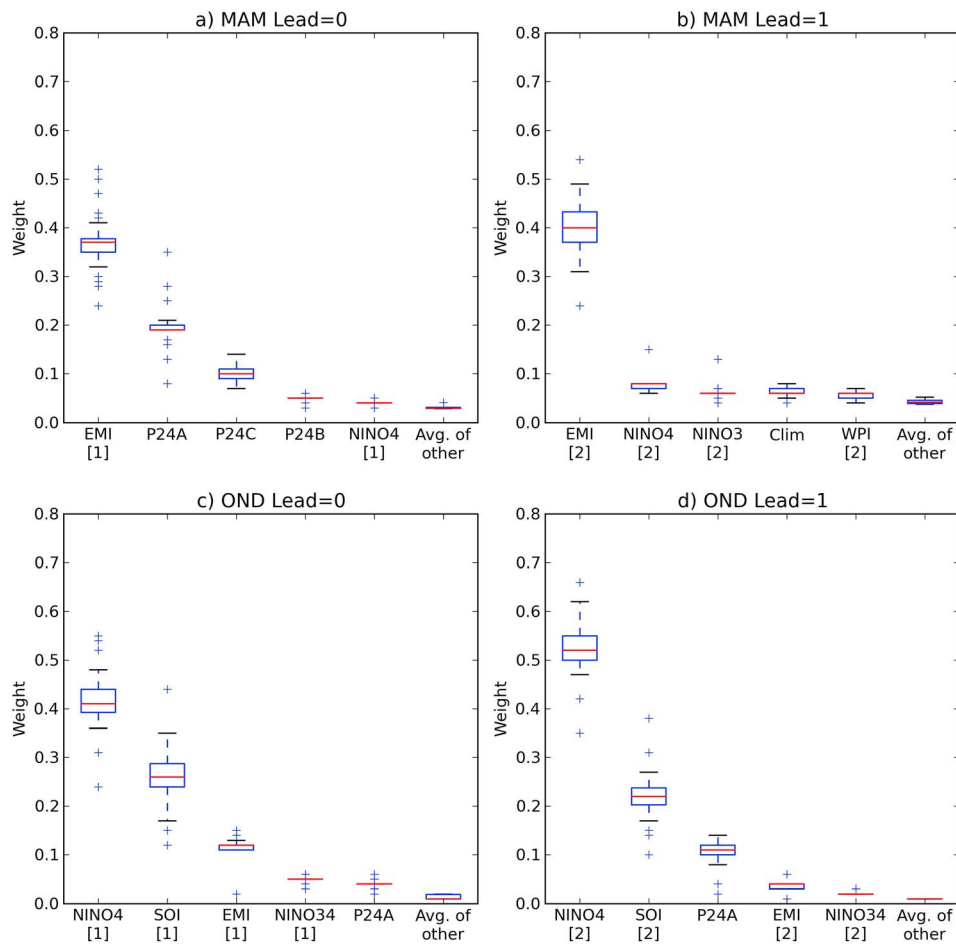 a) MAM Lead=0
0.8
0.7
0.6
0.5
0.4
0.3
0.2
0.1
0.0
Weight
EMI P24A P24C P24B NINO4 Avg. of
[1] [1] other
b) MAM Lead=1
0.8
0.7
0.6
0.5
0.4
0.3
0.2
0.1
0.0
Weight
EMI NINO4 NINO3 Clim WPI Avg. of
[2] [2] [2] [2] other
c) OND Lead=0
0.8
0.7
0.6
0.5
0.4
0.3
0.2
0.1
0.0
Weight
NINO4 SOI EMI NINO34 P24A Avg. of
[1] [1] [1] [1] other
d) OND Lead=1
0.8
0.7
0.6
0.5
0.4
0.3
0.2
0.1
0.0
Weight
NINO4 SOI P24A EMI NINO34 Avg. of
[2] [2] [2] [2] other